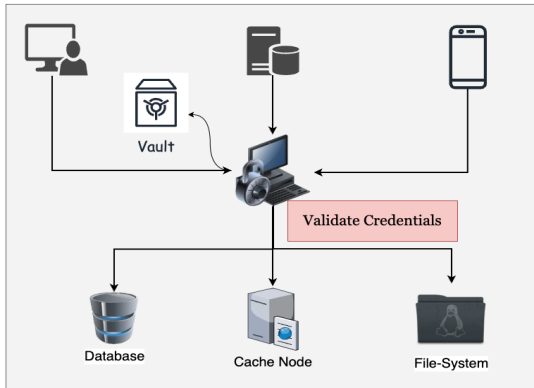 Vault
Validate Credentials
Database
Cache Node
File-System